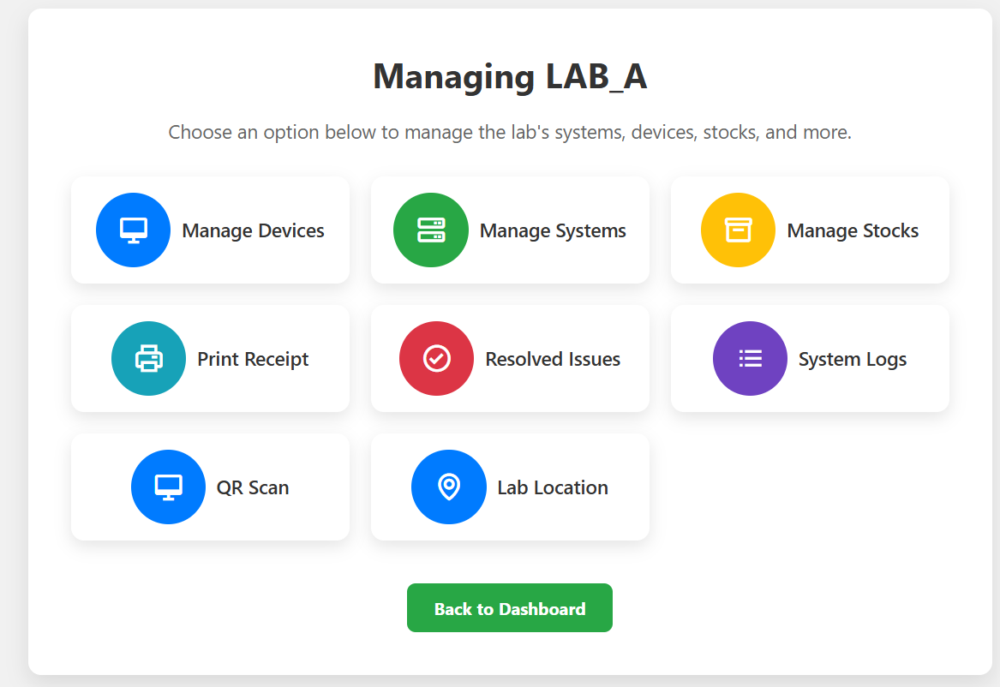 Managing LAB_A
Choose an option below to manage the lab's systems, devices, stocks, and more.
Manage Devices
Manage Systems
Manage Stocks
Print Receipt
Resolved Issues
System Logs
QR Scan
Lab Location
Back to Dashboard